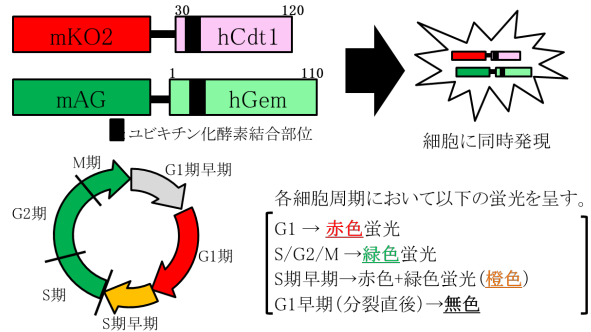 30 120
mKO2 hCdt1
1 110
mAG hGem
ユビキチン化酵素結合部位
細胞に同時発現
M期
G1期早期
G2期
G1期
S期
S期早期
各細胞周期において以下の蛍光を呈す。
G1 → 赤色蛍光
S/G2/M →緑色蛍光
S期早期→赤色+緑色蛍光(橙色)
G1早期(分裂直後)→無色